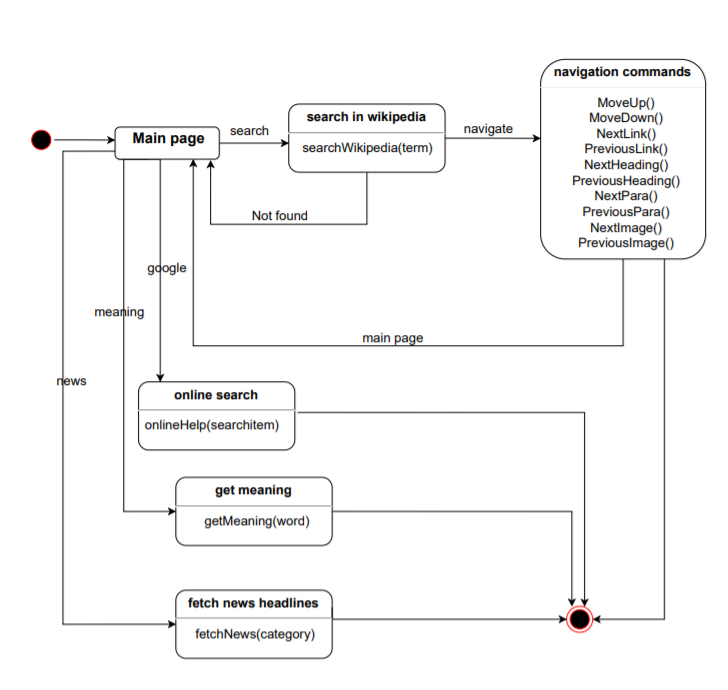 navigation commands
MoveUp()
MoveDown()
NextLink()
PreviousLink()
NextHeading()
PreviousHeading()
NextPara()
PreviousPara()
NextImage()
PreviousImage()
search in wikipedia
searchWikipedia(term)
Main page
search
navigate
Not found
google
meaning
main page
news
online search
onlineHelp(searchitem)
get meaning
getMeaning(word)
fetch news headlines
fetchNews(category)